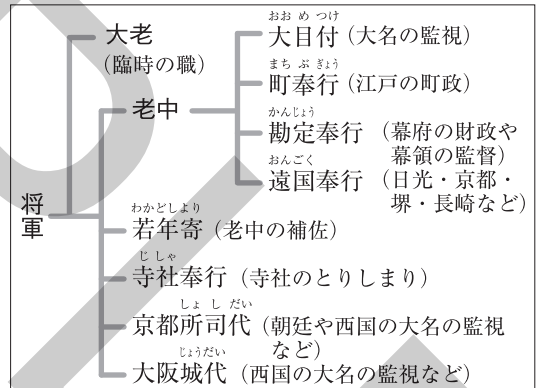 大老
（臨時の職）
老中
おおめつけ
大目付（大名の監視）
まちぶぎょう
町奉行（江戸の町政）
かんじょう
勘定奉行（幕府の財政や
幕領の監督）
おんごく
遠国奉行（日光・京都・
堺・長崎など）
将軍
わかどしより
若年寄（老中の補佐）
じしゃ
寺社奉行（寺社のとりしまり）
しょしだい
京都所司代（朝廷や西国の大名の監視
など）
じょうだい
大阪城代（西国の大名の監視など）